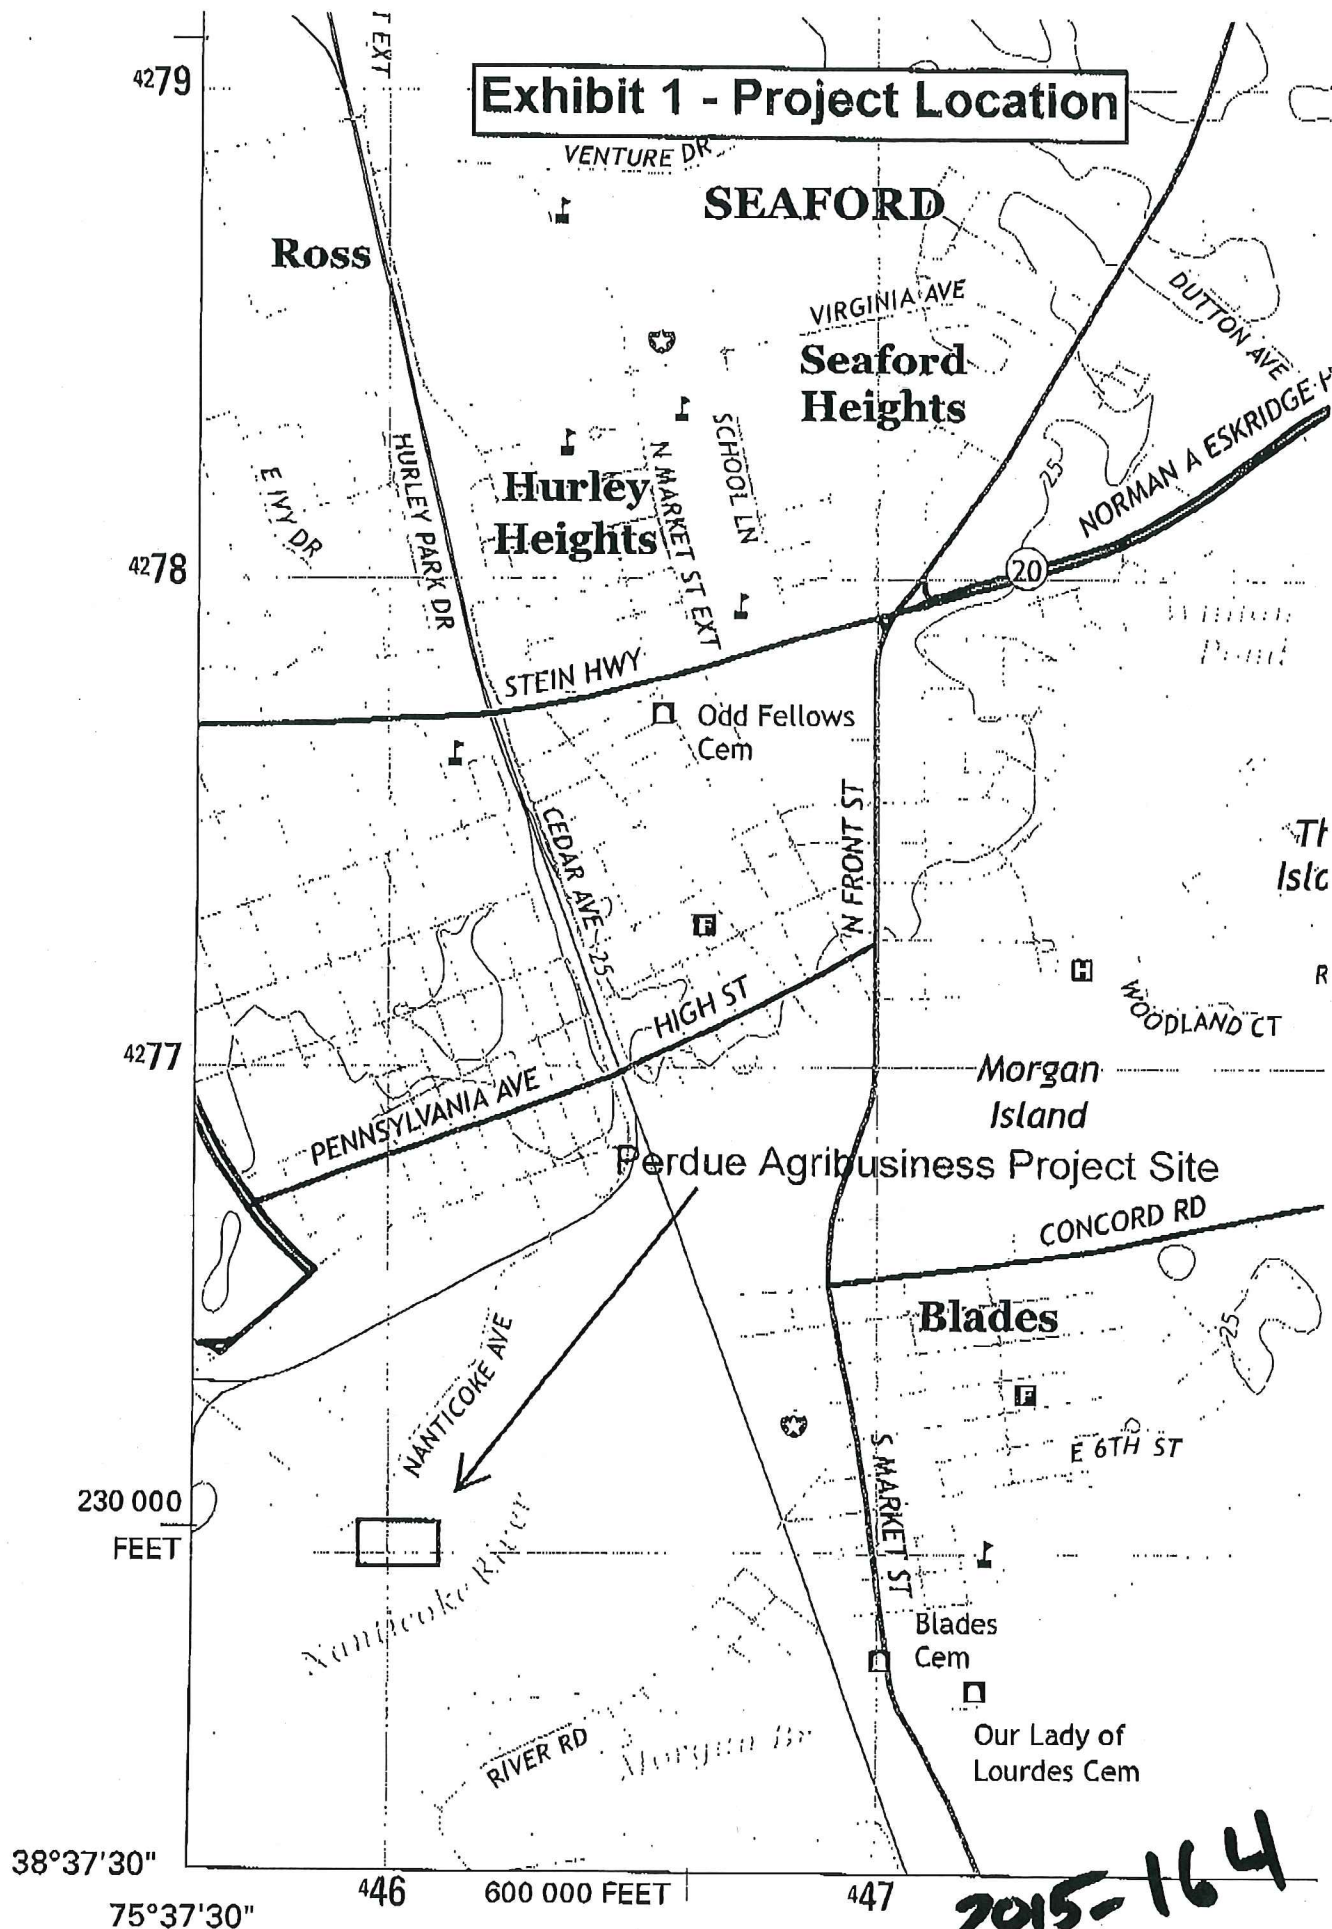 T EXT
4279
Exhibit 1 - Project Location
VENTURE DR
SEAFORD
Ross
VIRGINIA AVE
DUTTON AVE
Seaford
Heights
HURLEY PARK DR
E IVY DR
N MARKET ST EXT
SCHOOL LN
Hurley
Heights
25
NORMAN A ESKRIDGE H
4278
20
Pond
STEIN HWY
Odd Fellows
Cem
CEDAR AVE
25
N FRONT ST
F
HIGH ST
H
R
WOODLAND CT
4277
Morgan
Island
PENNSYLVANIA AVE
Perdue Agribusiness Project Site
CONCORD RD
Blades
25
NANTICOKE AVE
F
E 6TH ST
S MARKET ST
230 000
FEET
Nanticoke River
Blades
Cem
RIVER RD
Morgan Br
Our Lady of
Lourdes Cem
38°37'30"
446
600 000 FEET
447
75°37'30"
2015-164